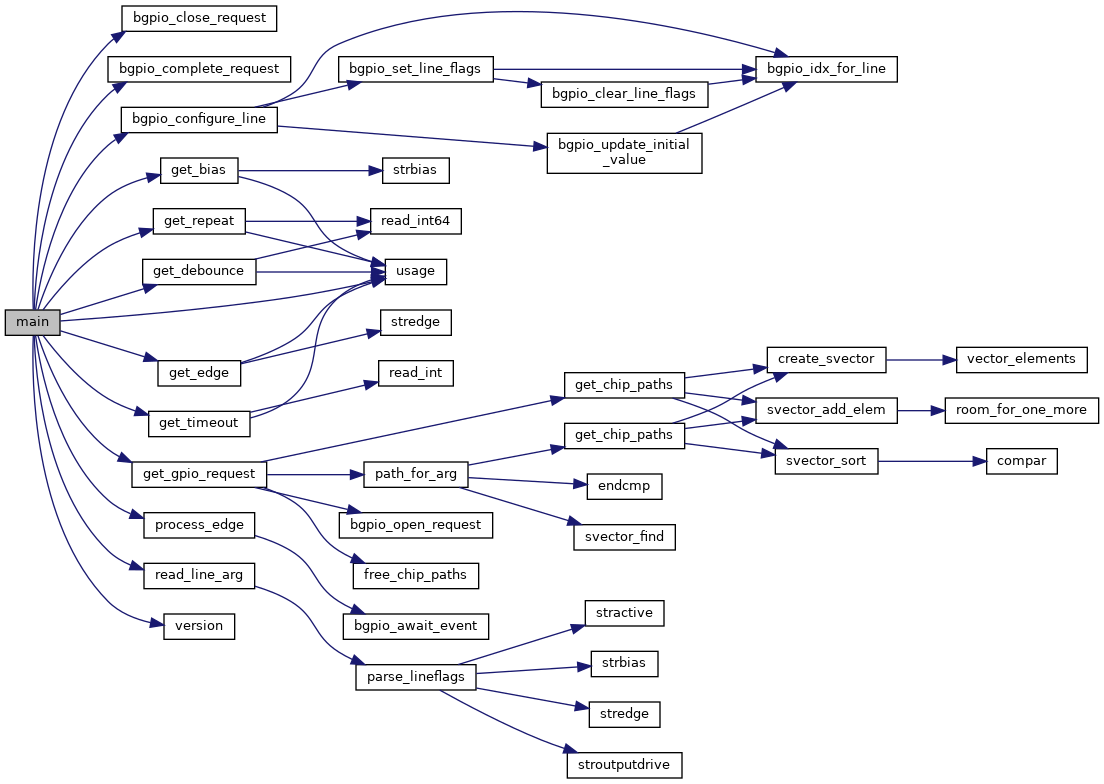 bgpio_close_request
bgpio_complete_request
bgpio_set_line_flags
bgpio_idx_for_line
bgpio_clear_line_flags
bgpio_configure_line
bgpio_update_initial
_value
get_bias
strbias
get_repeat
read_int64
get_debounce
usage
main
stredge
get_edge
read_int
create_svector
vector_elements
get_chip_paths
get_timeout
svector_add_elem
room_for_one_more
get_chip_paths
svector_sort
compar
get_gpio_request
path_for_arg
endcmp
process_edge
bgpio_open_request
svector_find
read_line_arg
free_chip_paths
version
bgpio_await_event
stractive
parse_lineflags
strbias
stredge
stroutputdrive